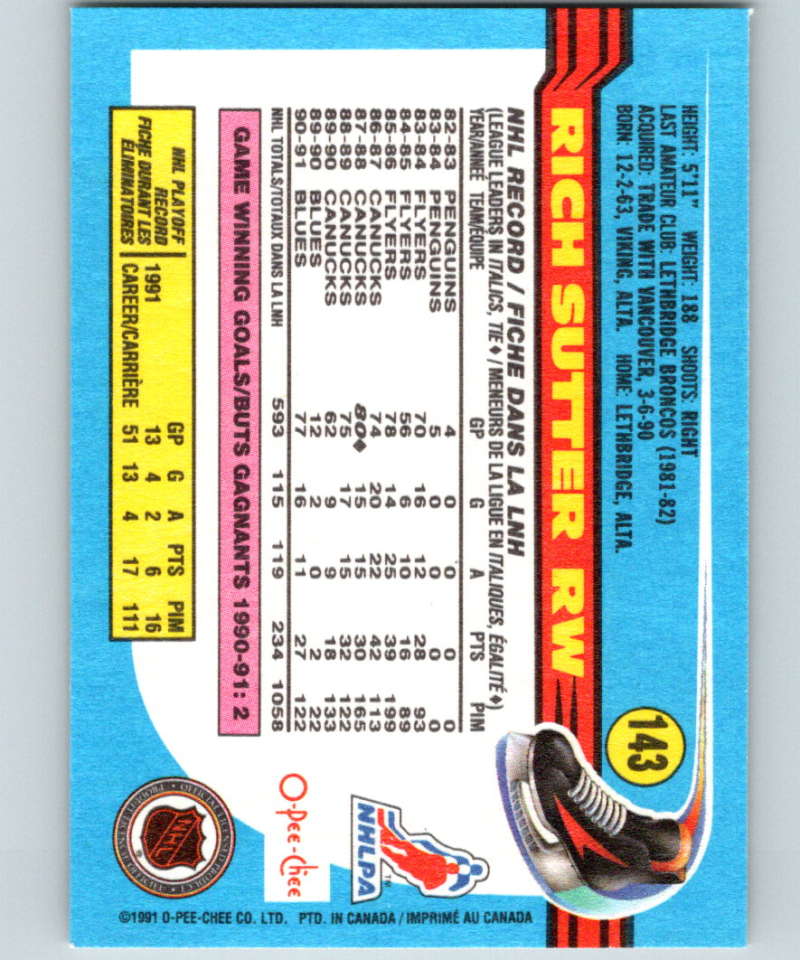 143
HEIGHT: 5'11" WEIGHT: 188 SHOOTS: RIGHT
LAST AMATEUR CLUB: LETHBRIDGE BRONCOS (1981-82)
ACQUIRED: TRADE WITH VANCOUVER, 3-6-90
BORN: 12-2-63, VIKING, ALTA. HOME: LETHBRIDGE, ALTA.
RICH SUTTER RW
NHL RECORD / FICHE DANS LA LNH
(LEAGUE LEADERS IN ITALICS, TIE♦ / MENEURS DE LA LIGUE EN ITALIQUES, ÉGALITÉ♦)
YEAR/ANNÉE TEAM/ÉQUIPE GP G A PTS PIM
82-83 PENGUINS 4 0 0 0 0
83-84 PENGUINS 5 0 0 0 0
83-84 FLYERS 70 16 12 28 93
84-85 FLYERS 56 6 10 16 89
85-86 FLYERS 78 14 25 39 199
86-87 CANUCKS 74 20 22 42 113
87-88 CANUCKS 80♦ 15 15 30 165
88-89 CANUCKS 75 17 15 32 122
89-90 CANUCKS 62 9 9 18 133
89-90 BLUES 12 2 0 2 22
90-91 BLUES 77 16 11 27 122
NHL TOTALS/TOTAUX DANS LA LNH 593 115 119 234 1058
GAME WINNING GOALS/BUTS GAGNANTS 1990-91: 2
NHL PLAYOFF RECORD
FICHE DURANT LES ÉLIMINATOIRES
GP G A PTS PIM
1991 13 4 2 6 16
CAREER/CARRIÈRE 51 13 4 17 111
NHLPA
TM
O-Pee-Chee
NHL
©1991 O-PEE-CHEE CO. LTD. PTD. IN CANADA / IMPRIMÉ AU CANADA